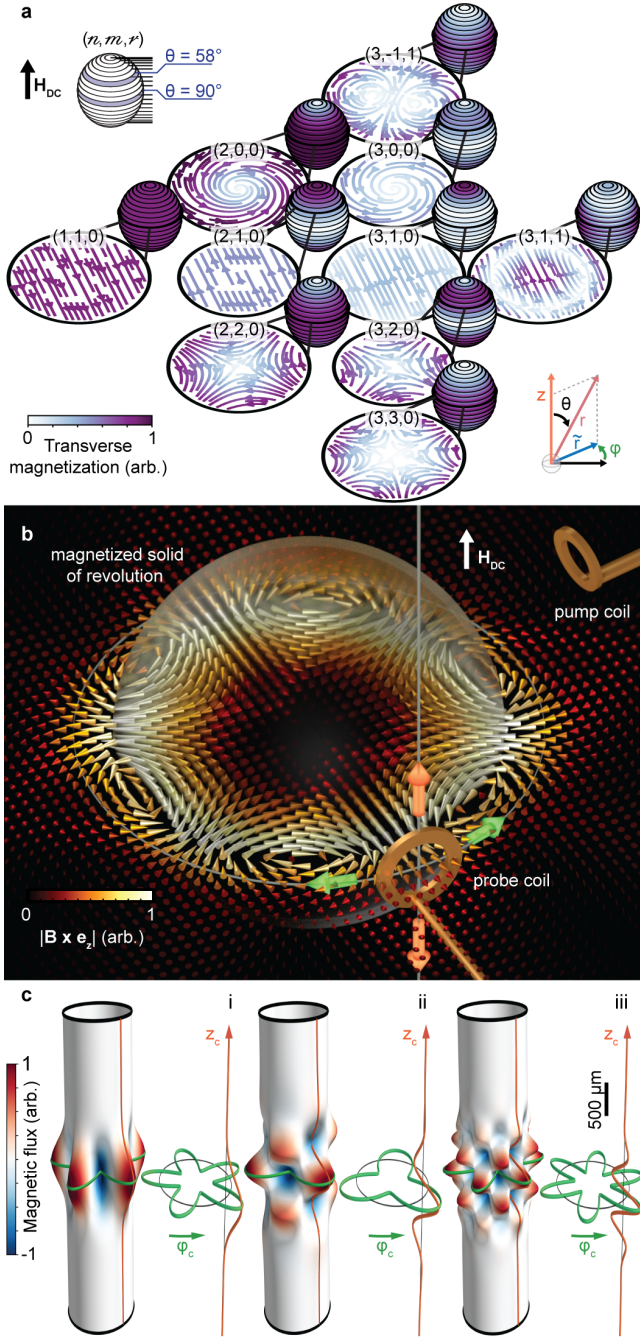 a
(n, m, r)
H_DC
θ = 58°
θ = 90°
(3,-1,1)
(2,0,0)
(3,0,0)
(1,1,0)
(2,1,0)
(3,1,0)
(3,1,1)
(2,2,0)
(3,2,0)
(3,3,0)
0
1
Transverse
magnetization (arb.)
z
θ
r
r̃
φ
b
magnetized solid
of revolution
H_DC
pump coil
probe coil
0
1
|B x e_z| (arb.)
c
i
ii
iii
z_c
z_c
z_c
1
Magnetic flux (arb.)
-1
500 µm
φ_c
φ_c
φ_c